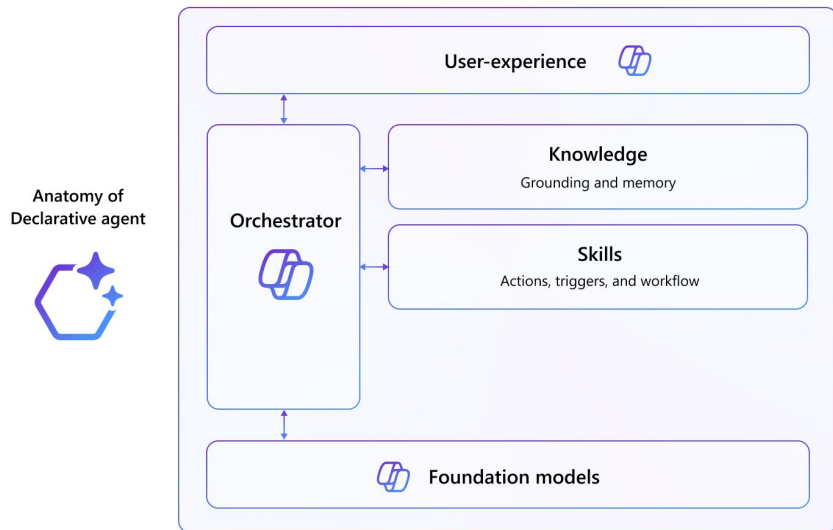 Anatomy of
Declarative agent
User-experience
Orchestrator
Knowledge
Grounding and memory
Skills
Actions, triggers, and workflow
Foundation models